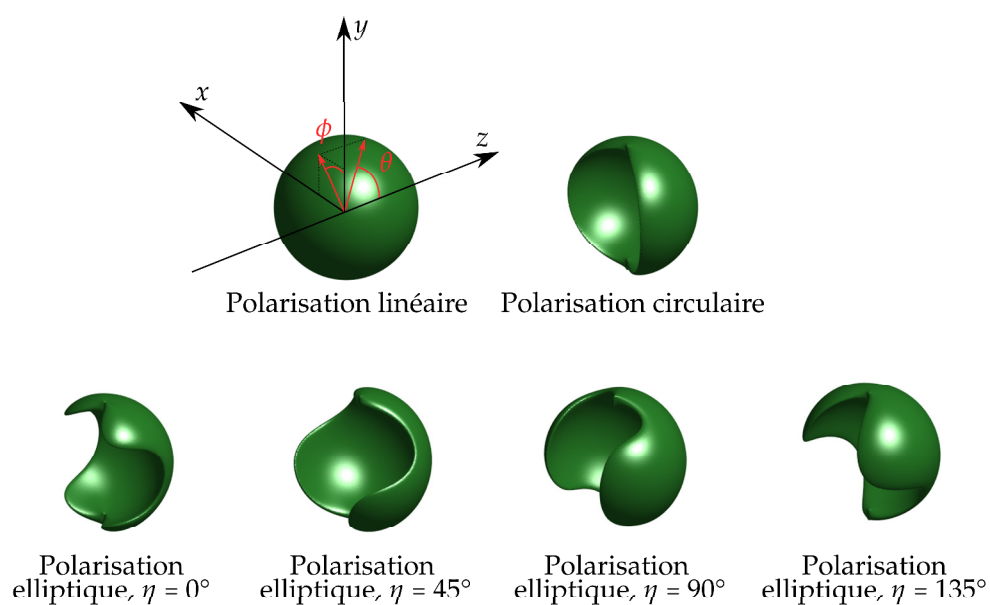 y
x
z
ϕ
θ
Polarisation linéaire
Polarisation circulaire
Polarisation
elliptique, η = 0°
Polarisation
elliptique, η = 45°
Polarisation
elliptique, η = 90°
Polarisation
elliptique, η = 135°